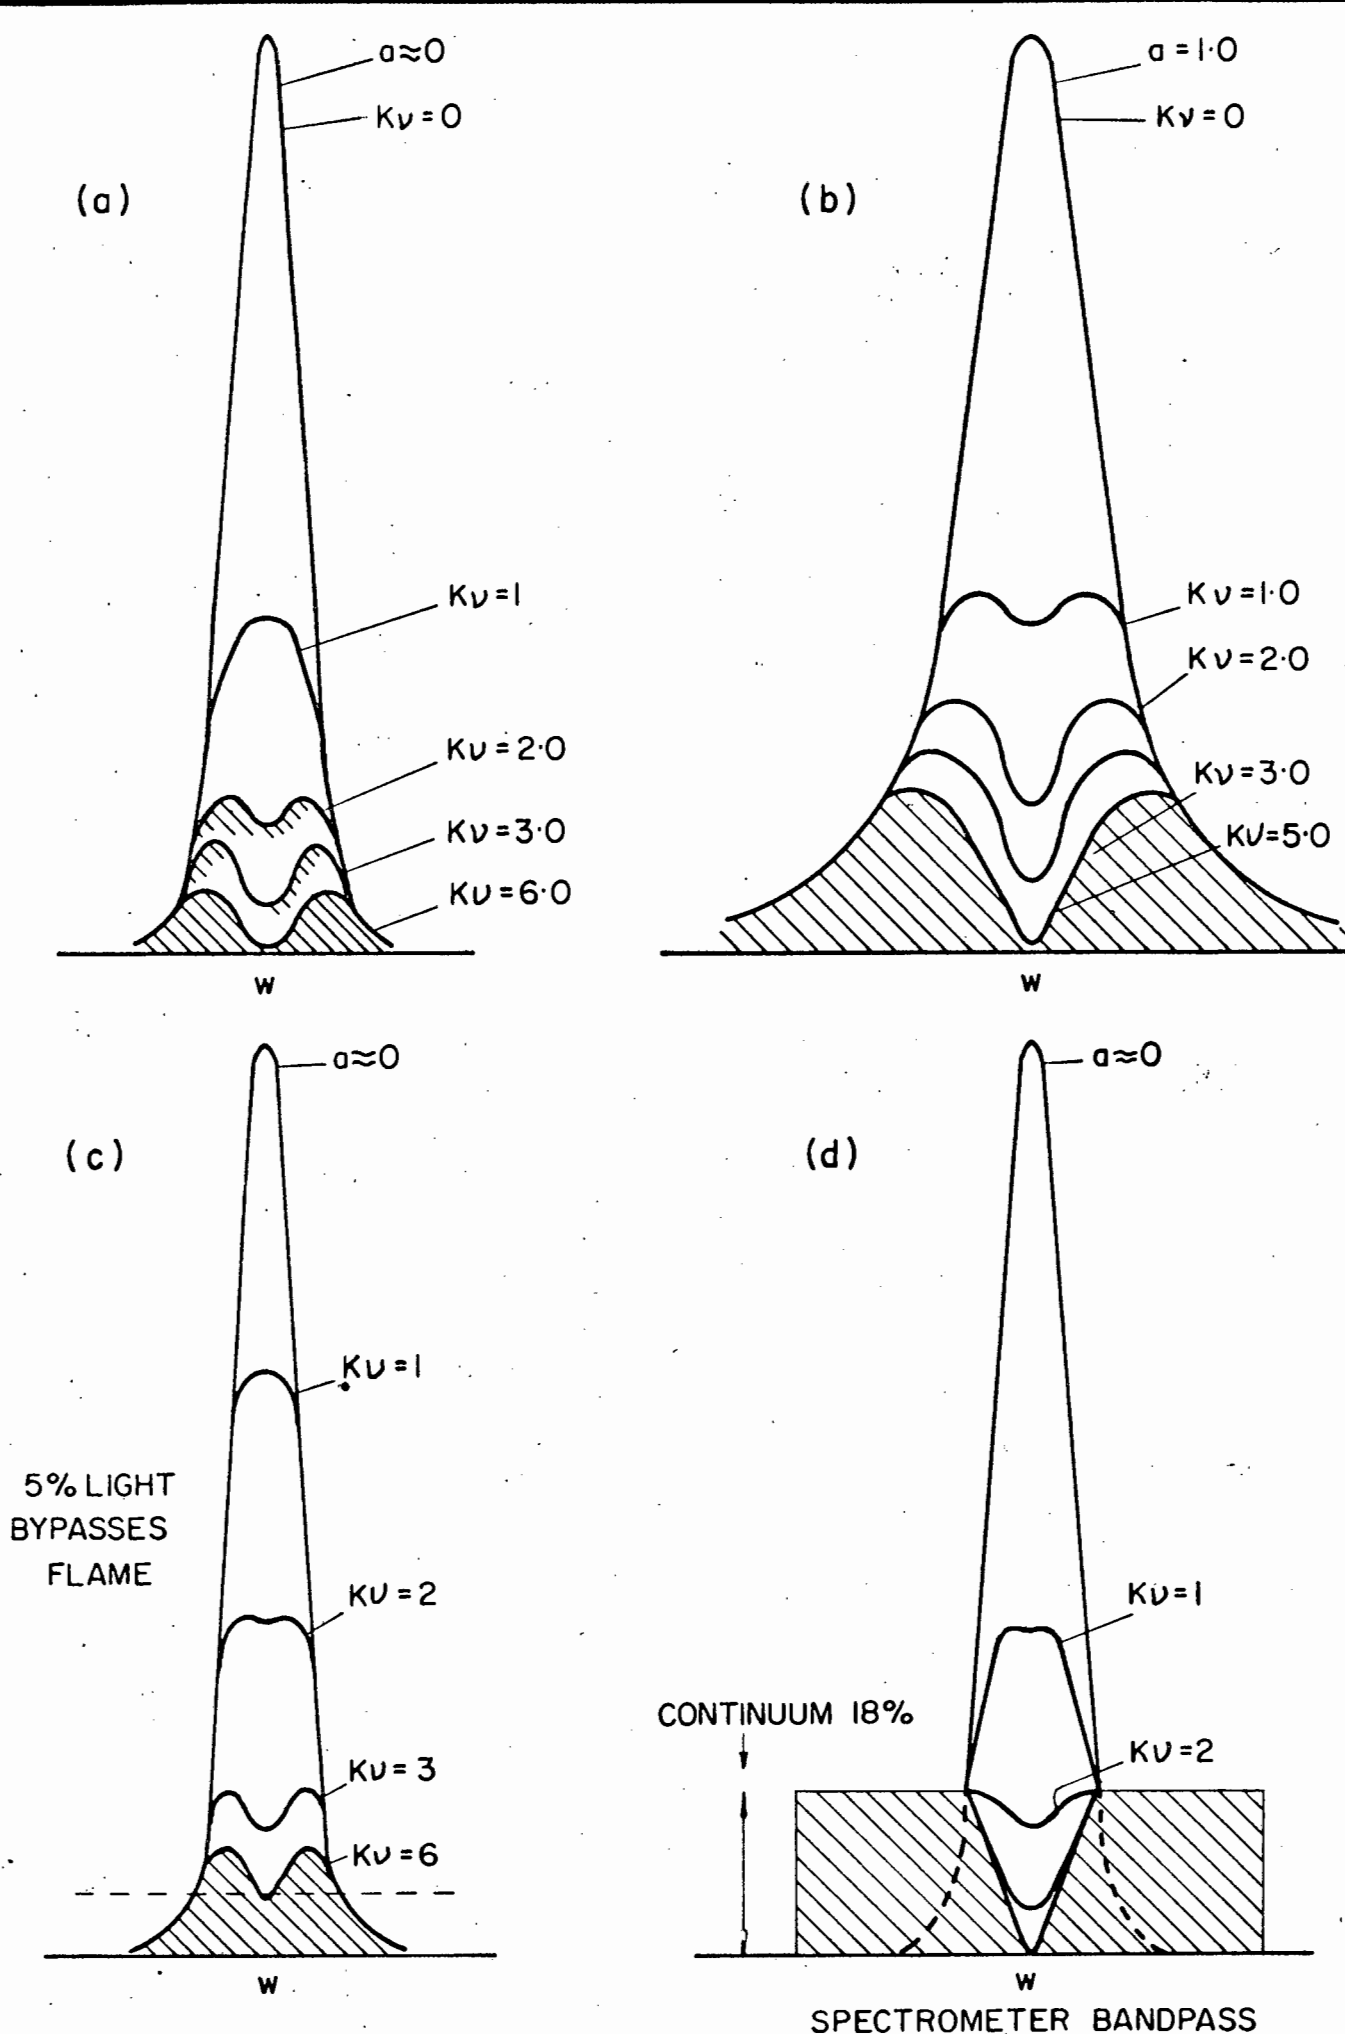 (a)
a≈0
Kν=0
Kν=1
Kν=2·0
Kν=3·0
Kν=6·0
w
(b)
a=1·0
Kν=0
Kν=1·0
Kν=2·0
Kν=3·0
Kν=5·0
w
(c)
a≈0
Kν=1
5% LIGHT
BYPASSES
FLAME
Kν=2
Kν=3
Kν=6
w
(d)
a≈0
Kν=1
CONTINUUM 18%
Kν=2
w
SPECTROMETER BANDPASS